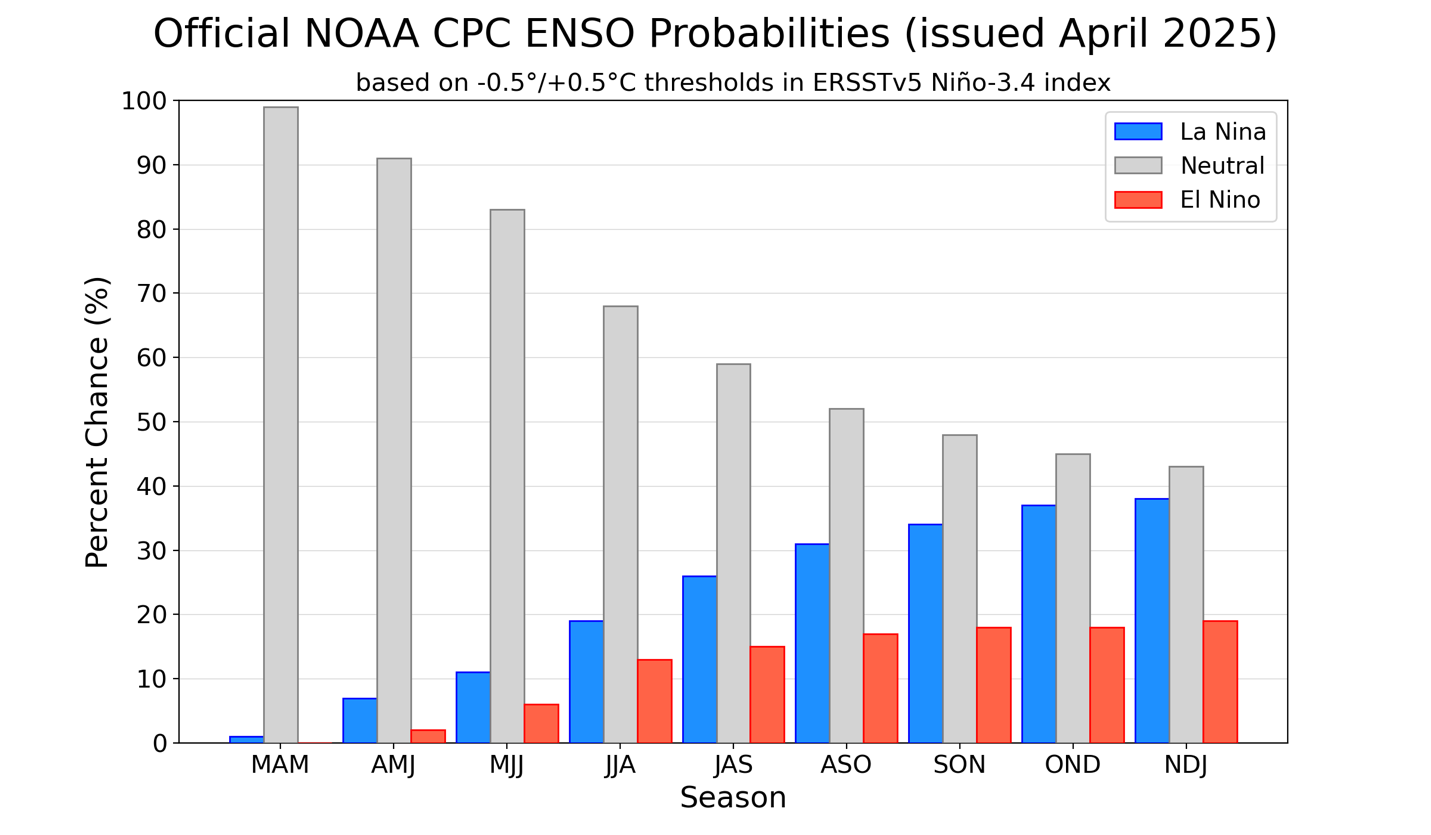 Official NOAA CPC ENSO Probabilities (issued April 2025)
based on -0.5°/+0.5°C thresholds in ERSSTv5 Niño-3.4 index
La Nina
Neutral
El Nino
Percent Chance (%)
100
90
80
70
60
50
40
30
20
10
0
MAM AMJ MJJ JJA JAS ASO SON OND NDJ
Season